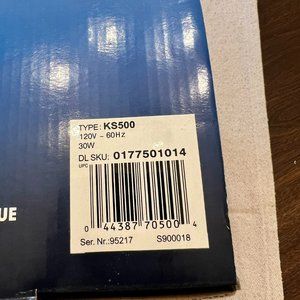 TYPE: KS500
120V ~ 60Hz
30W
DL SKU: 0177501014
UPC
0 44387 70500 4
Ser. Nr.:95217 S900018
UE